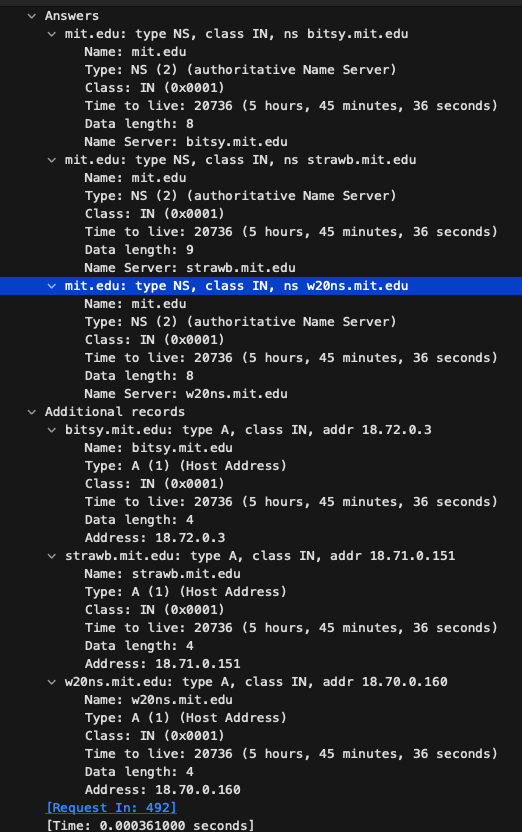 Answers
mit.edu: type NS, class IN, ns bitsy.mit.edu
Name: mit.edu
Type: NS (2) (authoritative Name Server)
Class: IN (0x0001)
Time to live: 20736 (5 hours, 45 minutes, 36 seconds)
Data length: 8
Name Server: bitsy.mit.edu
mit.edu: type NS, class IN, ns strawb.mit.edu
Name: mit.edu
Type: NS (2) (authoritative Name Server)
Class: IN (0x0001)
Time to live: 20736 (5 hours, 45 minutes, 36 seconds)
Data length: 9
Name Server: strawb.mit.edu
mit.edu: type NS, class IN, ns w20ns.mit.edu
Name: mit.edu
Type: NS (2) (authoritative Name Server)
Class: IN (0x0001)
Time to live: 20736 (5 hours, 45 minutes, 36 seconds)
Data length: 8
Name Server: w20ns.mit.edu
Additional records
bitsy.mit.edu: type A, class IN, addr 18.72.0.3
Name: bitsy.mit.edu
Type: A (1) (Host Address)
Class: IN (0x0001)
Time to live: 20736 (5 hours, 45 minutes, 36 seconds)
Data length: 4
Address: 18.72.0.3
strawb.mit.edu: type A, class IN, addr 18.71.0.151
Name: strawb.mit.edu
Type: A (1) (Host Address)
Class: IN (0x0001)
Time to live: 20736 (5 hours, 45 minutes, 36 seconds)
Data length: 4
Address: 18.71.0.151
w20ns.mit.edu: type A, class IN, addr 18.70.0.160
Name: w20ns.mit.edu
Type: A (1) (Host Address)
Class: IN (0x0001)
Time to live: 20736 (5 hours, 45 minutes, 36 seconds)
Data length: 4
Address: 18.70.0.160
[Request In: 492]
[Time: 0.000361000 seconds]